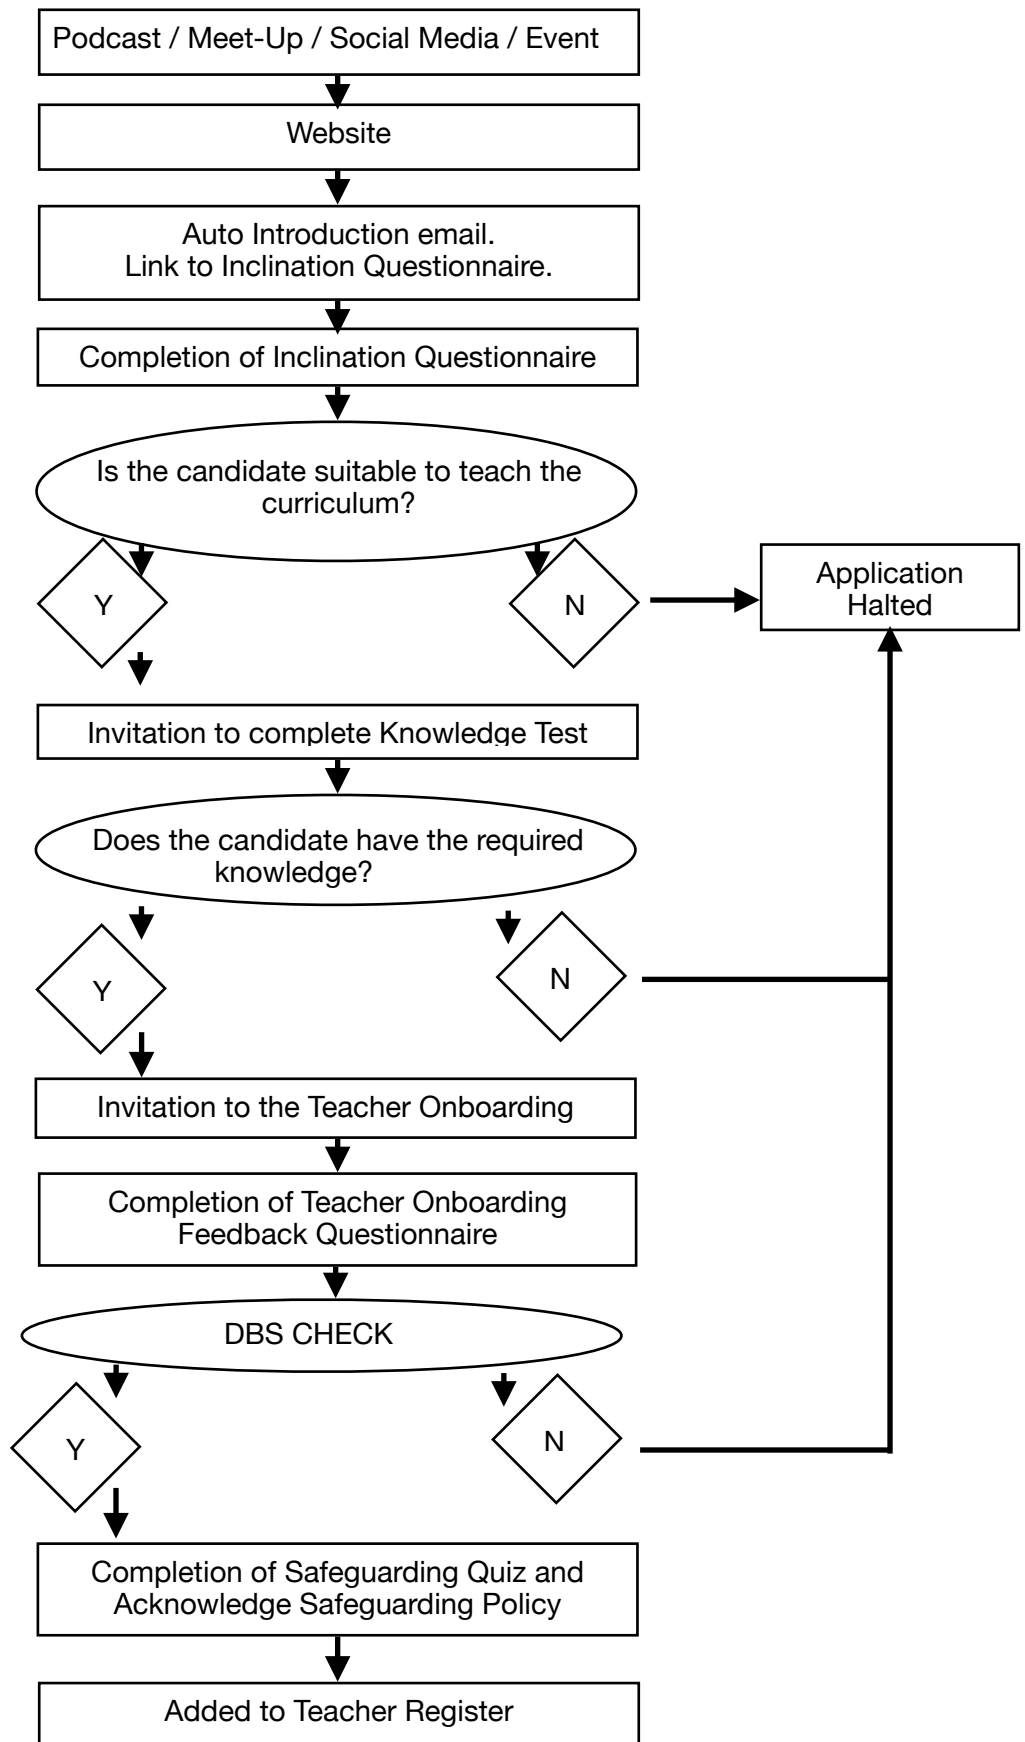 Podcast / Meet-Up / Social Media / Event
Website
Auto Introduction email.
Link to Inclination Questionnaire.
Completion of Inclination Questionnaire
Is the candidate suitable to teach the
curriculum?
Y
N
Application
Halted
Invitation to complete Knowledge Test
Does the candidate have the required
knowledge?
Y
N
Invitation to the Teacher Onboarding
Completion of Teacher Onboarding
Feedback Questionnaire
DBS CHECK
Y
N
Completion of Safeguarding Quiz and
Acknowledge Safeguarding Policy
Added to Teacher Register